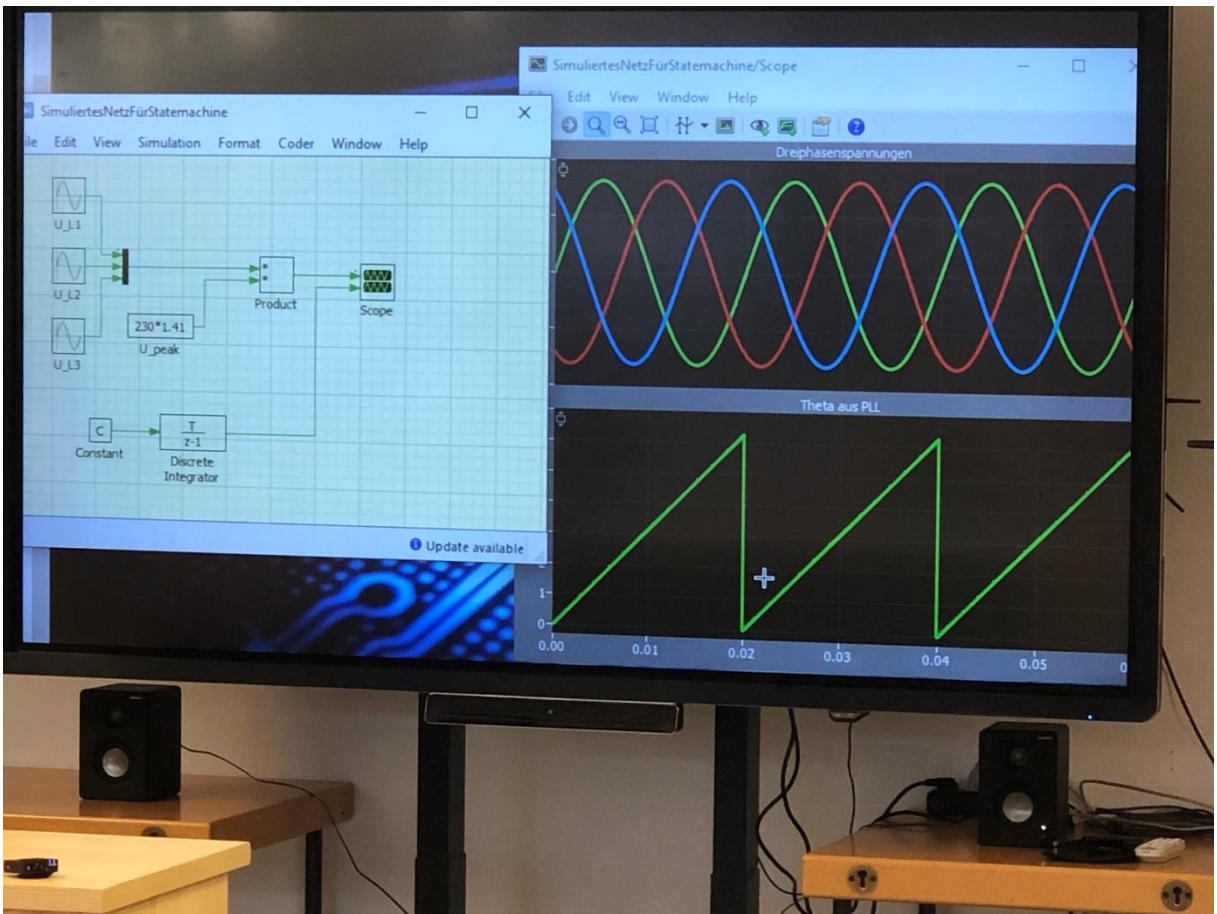 SimuliertesNetzFürStatemachine
Edit View Simulation Format Coder Window Help
U_L1
U_L2
U_L3
230*1.41
U_peak
Product
Scope
C
Constant
T
z-1
Discrete
Integrator
Update available
SimuliertesNetzFürStatemachine/Scope
Edit View Window Help
Dreiphasenspannungen
Theta aus PLL
1
0
0.00 0.01 0.02 0.03 0.04 0.05